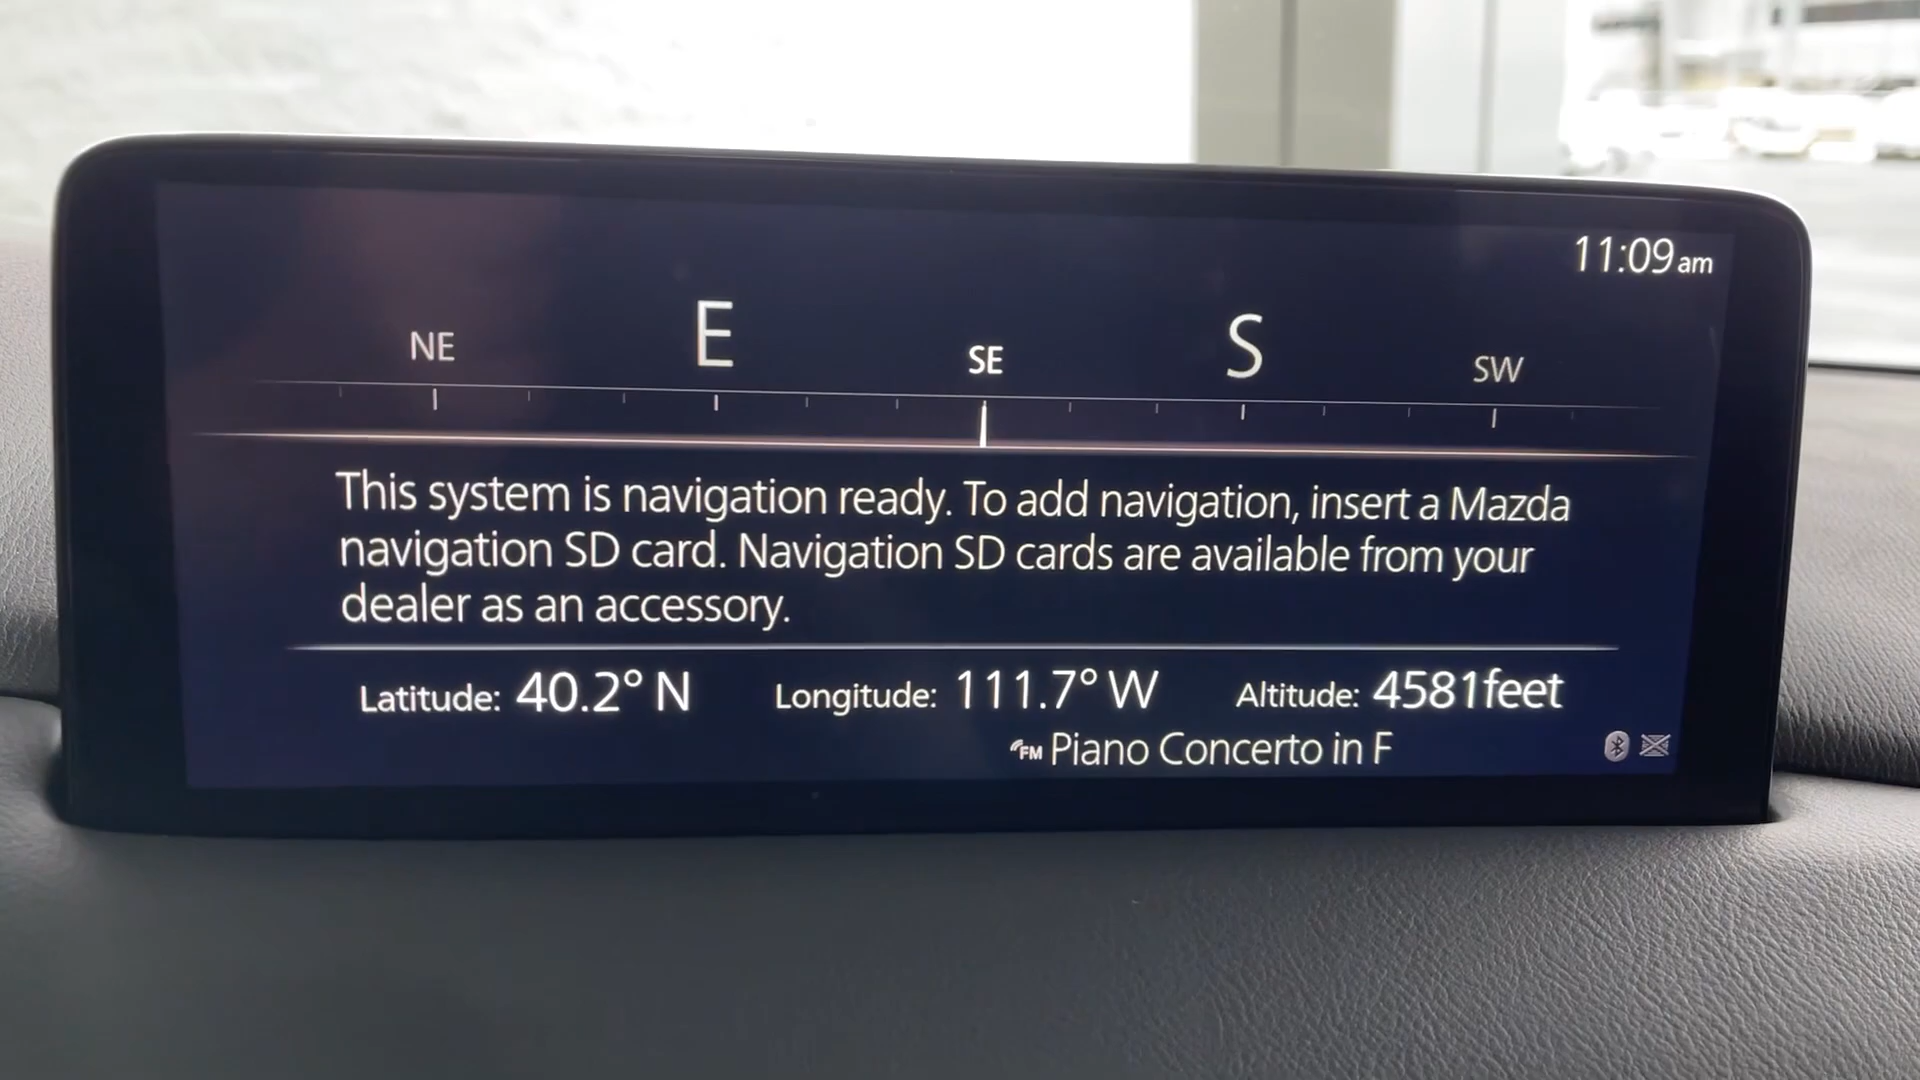 11:09am
NE E SE S SW
This system is navigation ready. To add navigation, insert a Mazda
navigation SD card. Navigation SD cards are available from your
dealer as an accessory.
Latitude: 40.2° N Longitude: 111.7° W Altitude: 4581feet
FM Piano Concerto in F